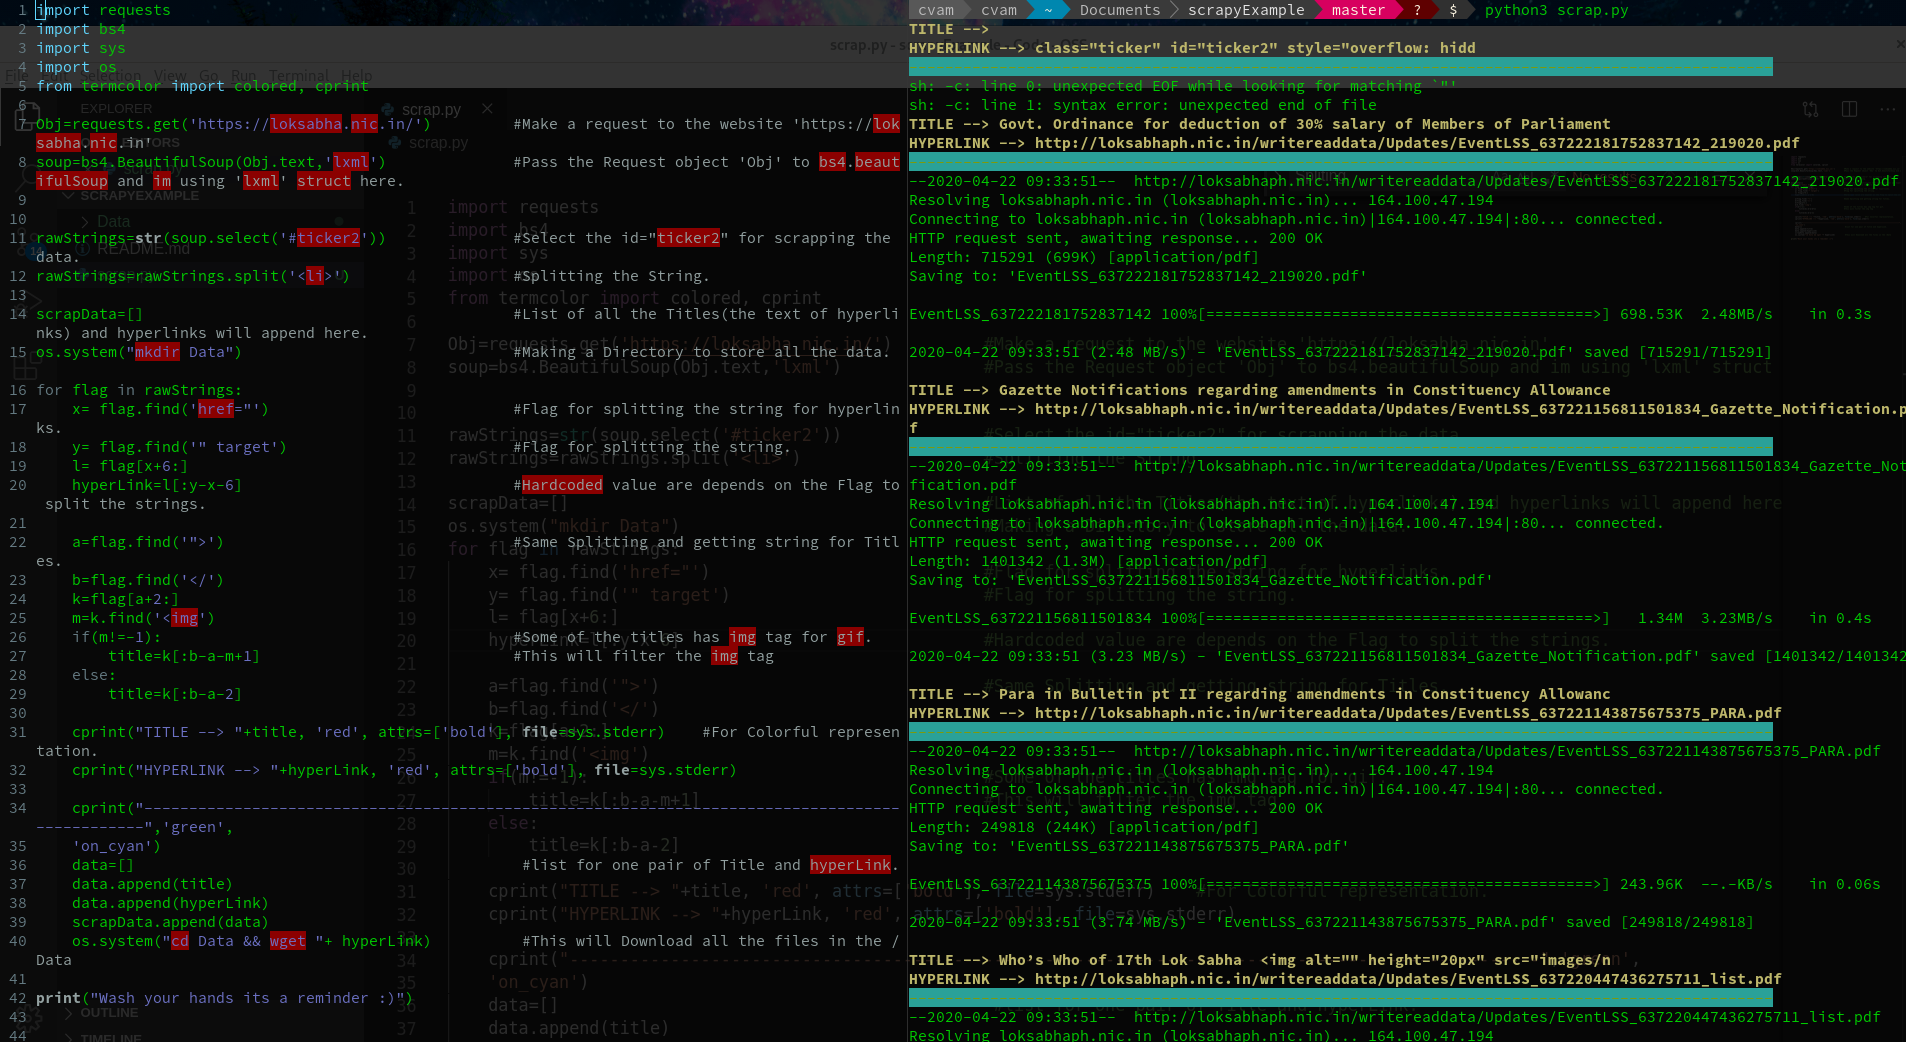 1 import requests
2 import bs4
3 import sys
4 import os
5 from termcolor import colored, cprint
6
7 Obj=requests.get('https://loksabha.nic.in/') #Make a request to the website 'https://lok
sabha.nic.in'
8 soup=bs4.BeautifulSoup(Obj.text,'lxml') #Pass the Request object 'Obj' to bs4.beaut
ifulSoup and im using 'lxml' struct here.
9
10
11 rawStrings=str(soup.select('#ticker2')) #Select the id="ticker2" for scrapping the
data.
12 rawStrings=rawStrings.split('<li>') #Splitting the String.
13
14 scrapData=[] #List of all the Titles(the text of hyperli
nks) and hyperlinks will append here.
15 os.system("mkdir Data") #Making a Directory to store all the data.
16 for flag in rawStrings:
17 x= flag.find('href="') #Flag for splitting the string for hyperlin
ks.
18 y= flag.find('" target') #Flag for splitting the string.
19 l= flag[x+6:]
20 hyperLink=l[:y-x-6] #Hardcoded value are depends on the Flag to
split the strings.
21
22 a=flag.find('">') #Same Splitting and getting string for Titl
es.
23 b=flag.find('</')
24 k=flag[a+2:]
25 m=k.find('<img')
26 if(m!=-1): #Some of the titles has img tag for gif.
27 title=k[:b-a-m+1] #This will filter the img tag
28 else:
29 title=k[:b-a-2]
30
31 cprint("TITLE --> "+title, 'red', attrs=['bold'], file=sys.stderr) #For Colorful represen
tation.
32 cprint("HYPERLINK --> "+hyperLink, 'red', attrs=['bold'], file=sys.stderr)
33
34 cprint("------------------------------------------------------------------------------------
------------",'green',
35 'on_cyan')
36 data=[] #list for one pair of Title and hyperLink.
37 data.append(title)
38 data.append(hyperLink)
39 scrapData.append(data)
40 os.system("cd Data && wget "+ hyperLink) #This will Download all the files in the /
Data
41
42 print("Wash your hands its a reminder :)")
43
44
cvam cvam ~ Documents scrapyExample master ? $ python3 scrap.py
TITLE -->
HYPERLINK --> class="ticker" id="ticker2" style="overflow: hidd
sh: -c: line 0: unexpected EOF while looking for matching `"'
sh: -c: line 1: syntax error: unexpected end of file
TITLE --> Govt. Ordinance for deduction of 30% salary of Members of Parliament
HYPERLINK --> http://loksabhaph.nic.in/writereaddata/Updates/EventLSS_637222181752837142_219020.pdf
--2020-04-22 09:33:51-- http://loksabhaph.nic.in/writereaddata/Updates/EventLSS_637222181752837142_219020.pdf
Resolving loksabhaph.nic.in (loksabhaph.nic.in)... 164.100.47.194
Connecting to loksabhaph.nic.in (loksabhaph.nic.in)|164.100.47.194|:80... connected.
HTTP request sent, awaiting response... 200 OK
Length: 715291 (699K) [application/pdf]
Saving to: 'EventLSS_637222181752837142_219020.pdf'
EventLSS_637222181752837142 100%[===========================================>] 698.53K 2.48MB/s in 0.3s
2020-04-22 09:33:51 (2.48 MB/s) - 'EventLSS_637222181752837142_219020.pdf' saved [715291/715291]
TITLE --> Gazette Notifications regarding amendments in Constituency Allowance
HYPERLINK --> http://loksabhaph.nic.in/writereaddata/Updates/EventLSS_637221156811501834_Gazette_Notification.p
f
--2020-04-22 09:33:51-- http://loksabhaph.nic.in/writereaddata/Updates/EventLSS_637221156811501834_Gazette_Not
fication.pdf
Resolving loksabhaph.nic.in (loksabhaph.nic.in)... 164.100.47.194
Connecting to loksabhaph.nic.in (loksabhaph.nic.in)|164.100.47.194|:80... connected.
HTTP request sent, awaiting response... 200 OK
Length: 1401342 (1.3M) [application/pdf]
Saving to: 'EventLSS_637221156811501834_Gazette_Notification.pdf'
EventLSS_637221156811501834 100%[===========================================>] 1.34M 3.23MB/s in 0.4s
2020-04-22 09:33:51 (3.23 MB/s) - 'EventLSS_637221156811501834_Gazette_Notification.pdf' saved [1401342/1401342
TITLE --> Para in Bulletin pt II regarding amendments in Constituency Allowanc
HYPERLINK --> http://loksabhaph.nic.in/writereaddata/Updates/EventLSS_637221143875675375_PARA.pdf
--2020-04-22 09:33:51-- http://loksabhaph.nic.in/writereaddata/Updates/EventLSS_637221143875675375_PARA.pdf
Resolving loksabhaph.nic.in (loksabhaph.nic.in)... 164.100.47.194
Connecting to loksabhaph.nic.in (loksabhaph.nic.in)|164.100.47.194|:80... connected.
HTTP request sent, awaiting response... 200 OK
Length: 249818 (244K) [application/pdf]
Saving to: 'EventLSS_637221143875675375_PARA.pdf'
EventLSS_637221143875675375 100%[===========================================>] 243.96K --.-KB/s in 0.06s
2020-04-22 09:33:51 (3.74 MB/s) - 'EventLSS_637221143875675375_PARA.pdf' saved [249818/249818]
TITLE --> Who's Who of 17th Lok Sabha <img alt="" height="20px" src="images/n
HYPERLINK --> http://loksabhaph.nic.in/writereaddata/Updates/EventLSS_637220447436275711_list.pdf
--2020-04-22 09:33:51-- http://loksabhaph.nic.in/writereaddata/Updates/EventLSS_637220447436275711_list.pdf
Resolving loksabhaph.nic.in (loksabhaph.nic.in)... 164.100.47.194